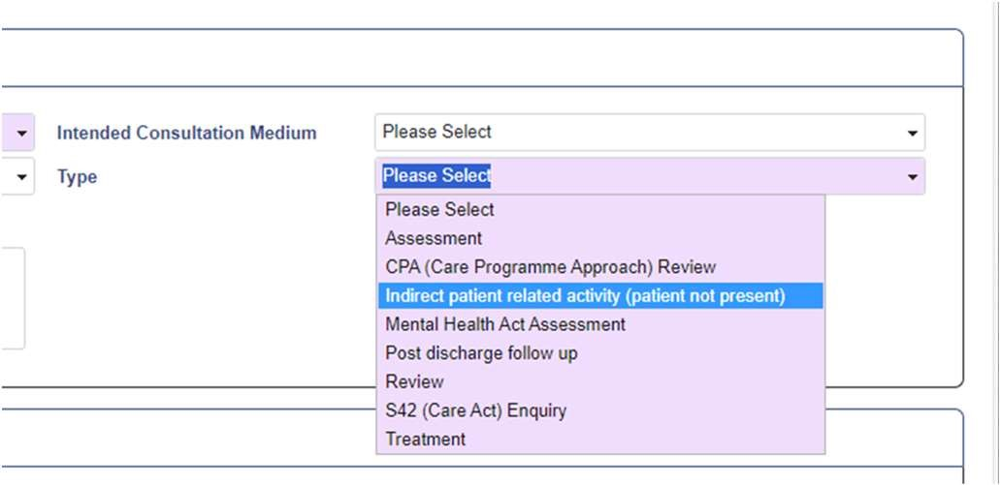 Intended Consultation Medium Please Select
Type Please Select
Please Select
Assessment
CPA (Care Programme Approach) Review
Indirect patient related activity (patient not present)
Mental Health Act Assessment
Post discharge follow up
Review
S42 (Care Act) Enquiry
Treatment